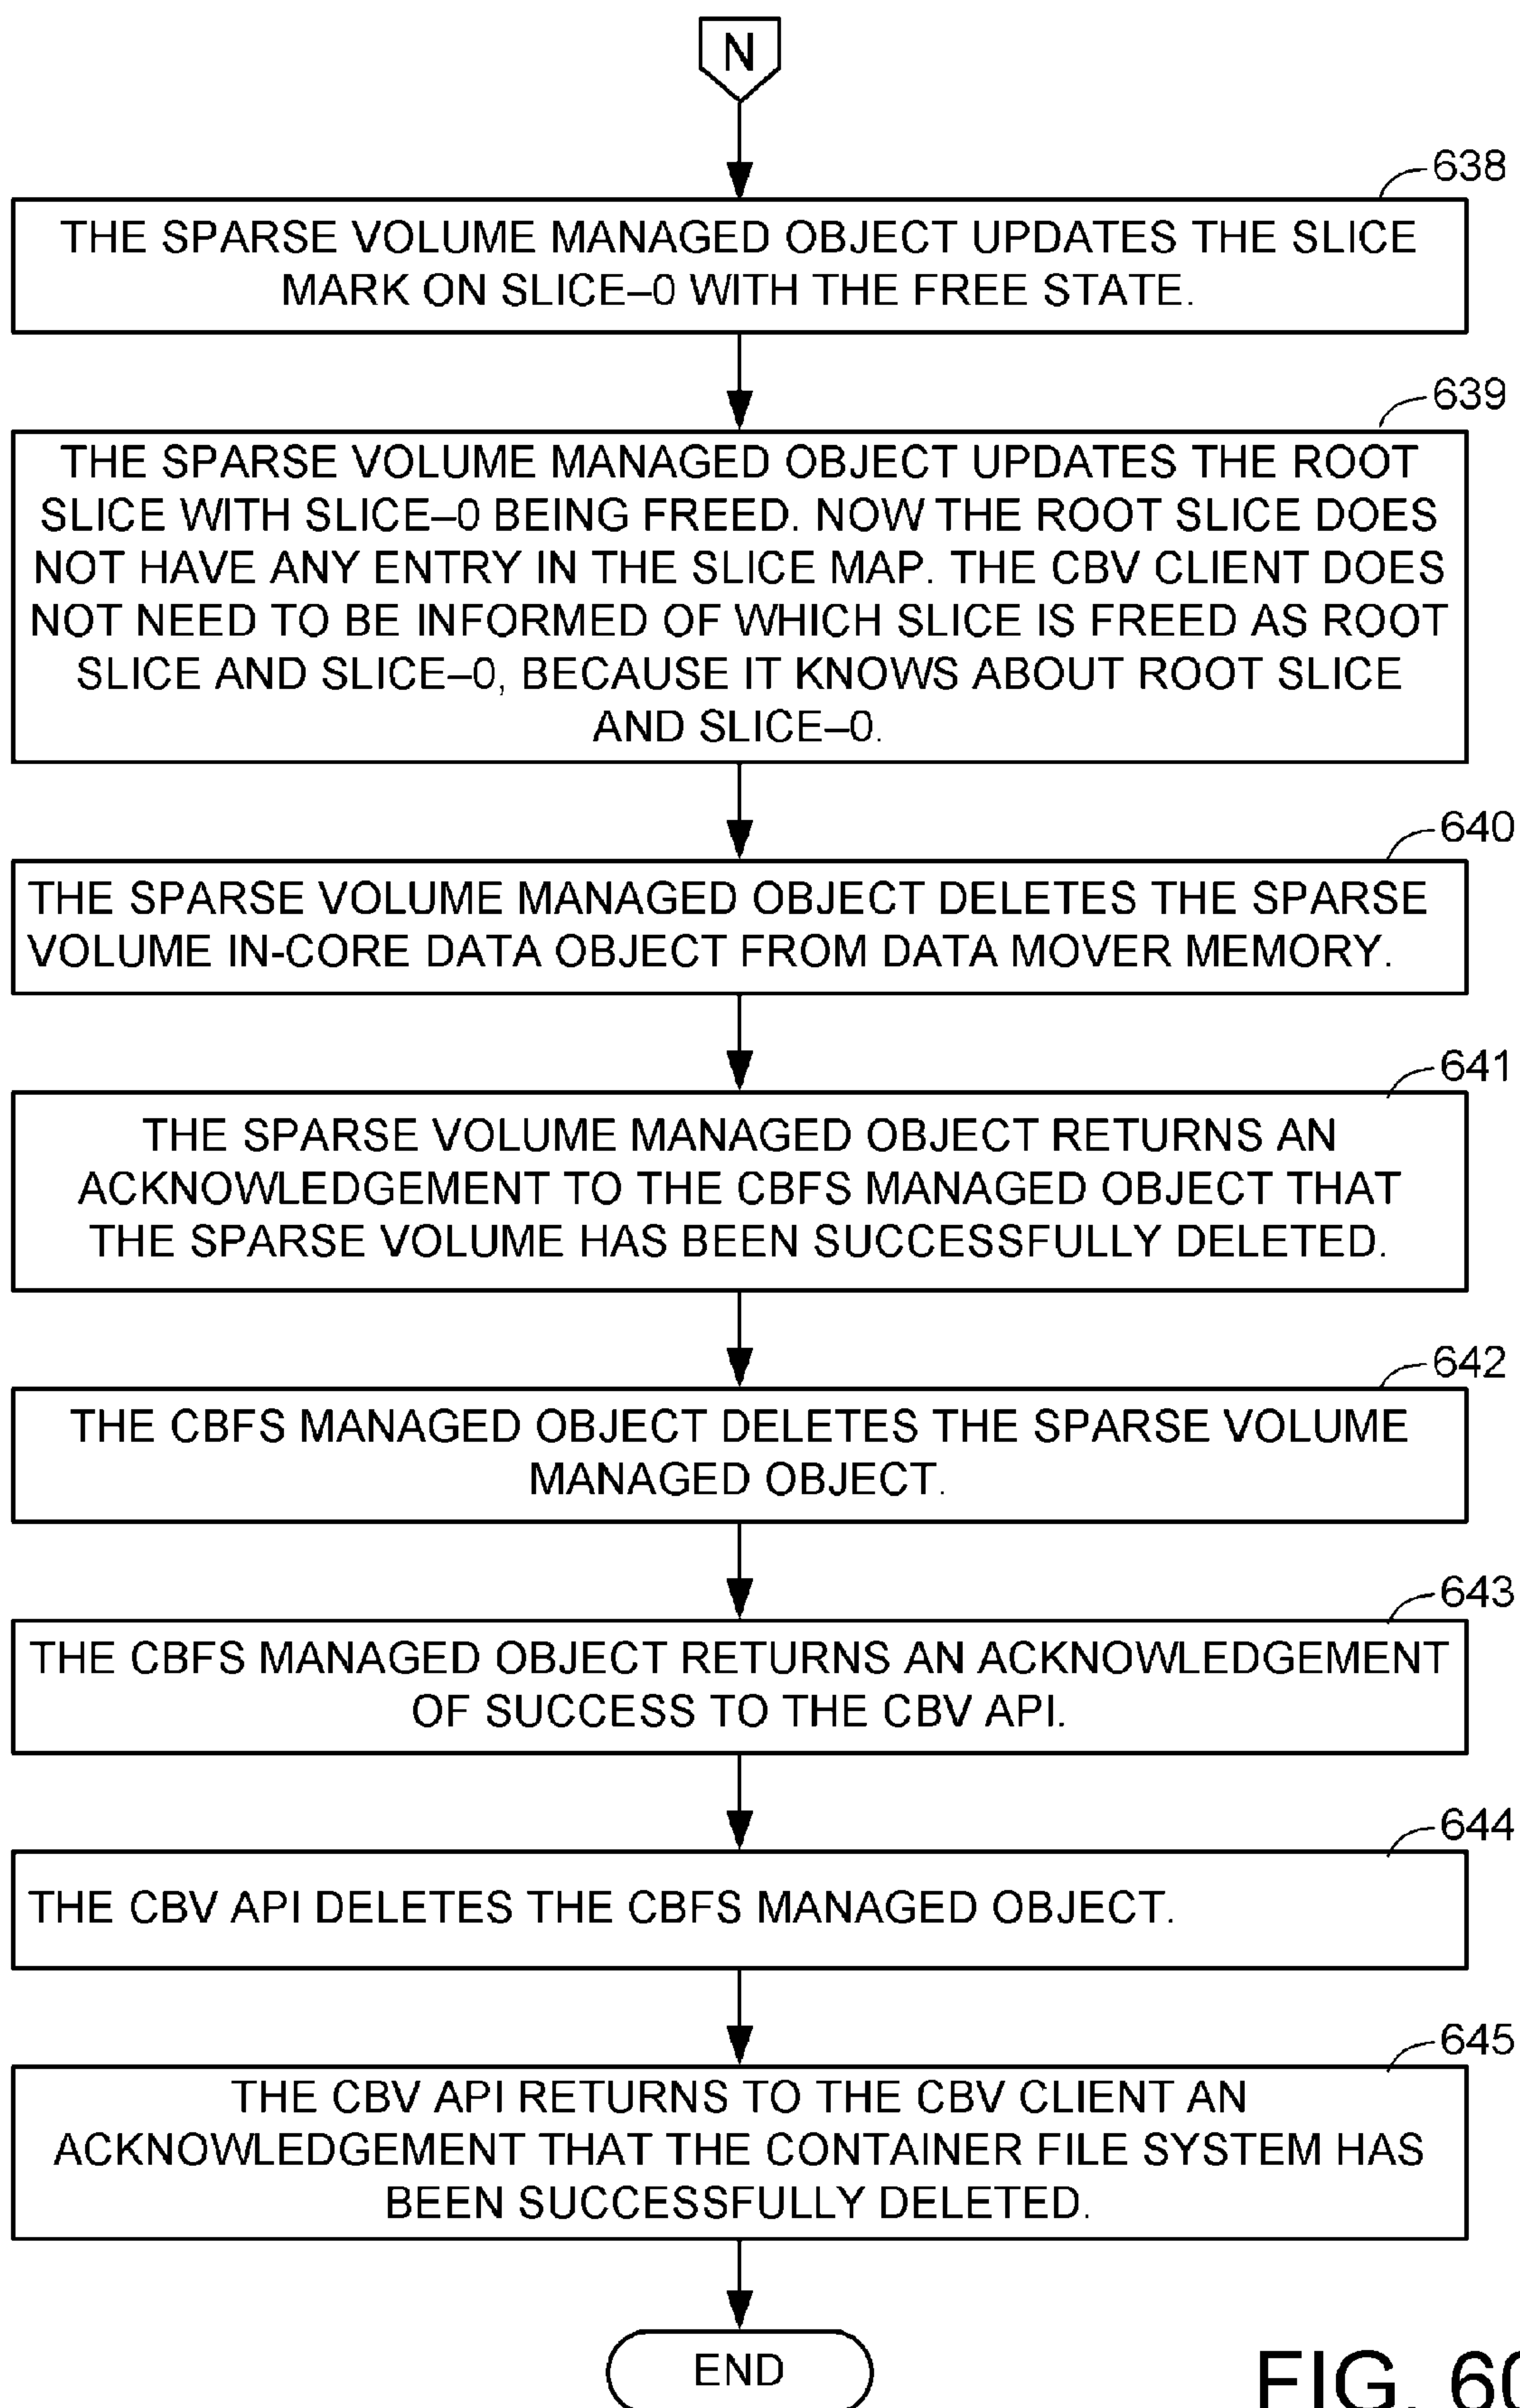 N
638
THE SPARSE VOLUME MANAGED OBJECT UPDATES THE SLICE
MARK ON SLICE–0 WITH THE FREE STATE.
639
THE SPARSE VOLUME MANAGED OBJECT UPDATES THE ROOT
SLICE WITH SLICE–0 BEING FREED. NOW THE ROOT SLICE DOES
NOT HAVE ANY ENTRY IN THE SLICE MAP. THE CBV CLIENT DOES
NOT NEED TO BE INFORMED OF WHICH SLICE IS FREED AS ROOT
SLICE AND SLICE–0, BECAUSE IT KNOWS ABOUT ROOT SLICE
AND SLICE–0.
640
THE SPARSE VOLUME MANAGED OBJECT DELETES THE SPARSE
VOLUME IN-CORE DATA OBJECT FROM DATA MOVER MEMORY.
641
THE SPARSE VOLUME MANAGED OBJECT RETURNS AN
ACKNOWLEDGEMENT TO THE CBFS MANAGED OBJECT THAT
THE SPARSE VOLUME HAS BEEN SUCCESSFULLY DELETED.
642
THE CBFS MANAGED OBJECT DELETES THE SPARSE VOLUME
MANAGED OBJECT.
643
THE CBFS MANAGED OBJECT RETURNS AN ACKNOWLEDGEMENT
OF SUCCESS TO THE CBV API.
644
THE CBV API DELETES THE CBFS MANAGED OBJECT.
645
THE CBV API RETURNS TO THE CBV CLIENT AN
ACKNOWLEDGEMENT THAT THE CONTAINER FILE SYSTEM HAS
BEEN SUCCESSFULLY DELETED.
END
FIG. 60